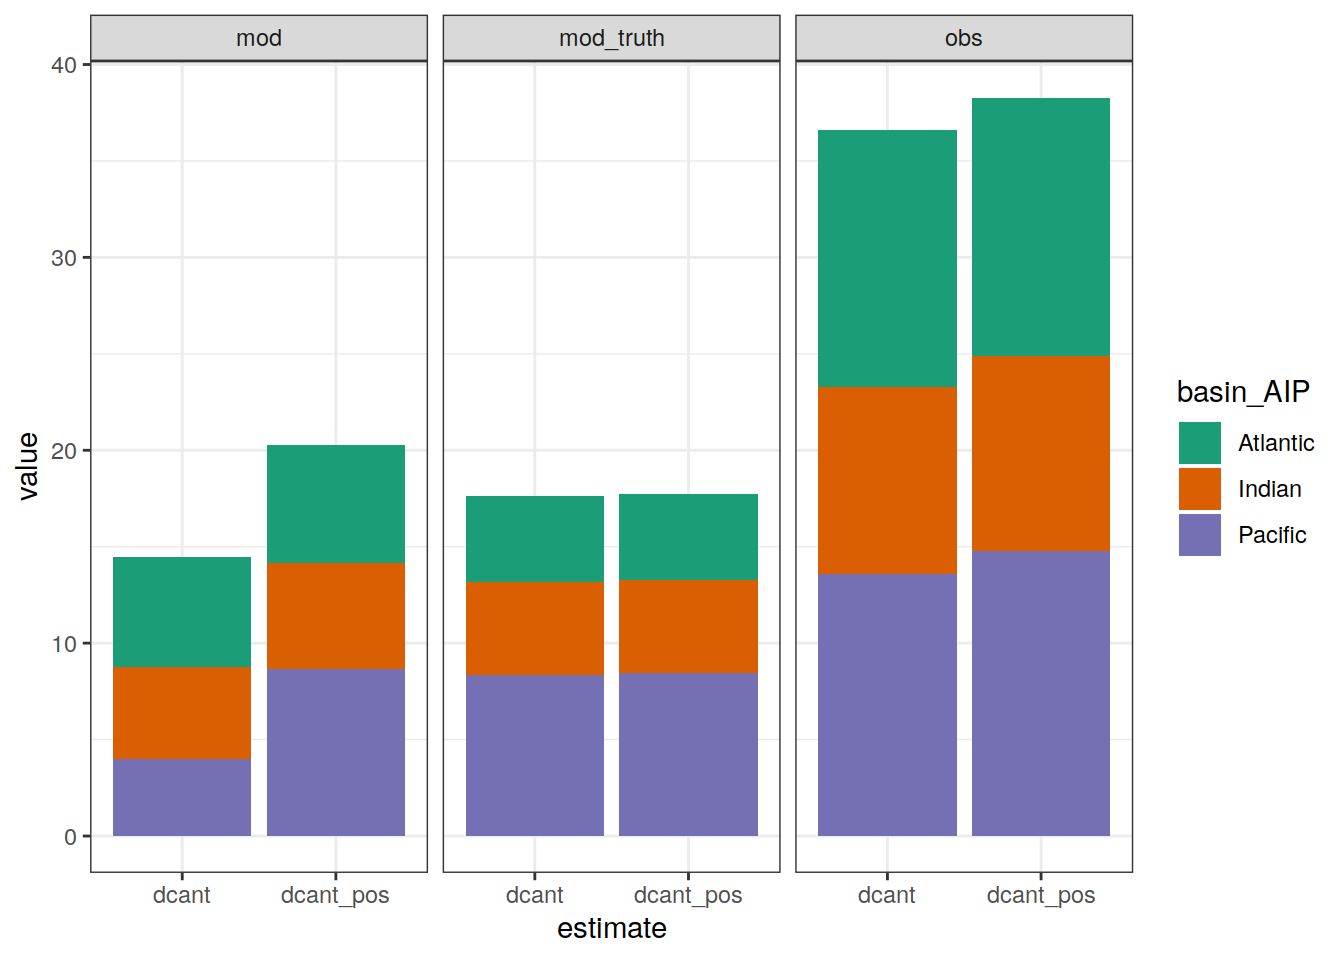 mod
mod_truth
obs
40
30
20
10
0
value
dcant
dcant_pos
dcant
dcant_pos
dcant
dcant_pos
estimate
basin_AIP
Atlantic
Indian
Pacific